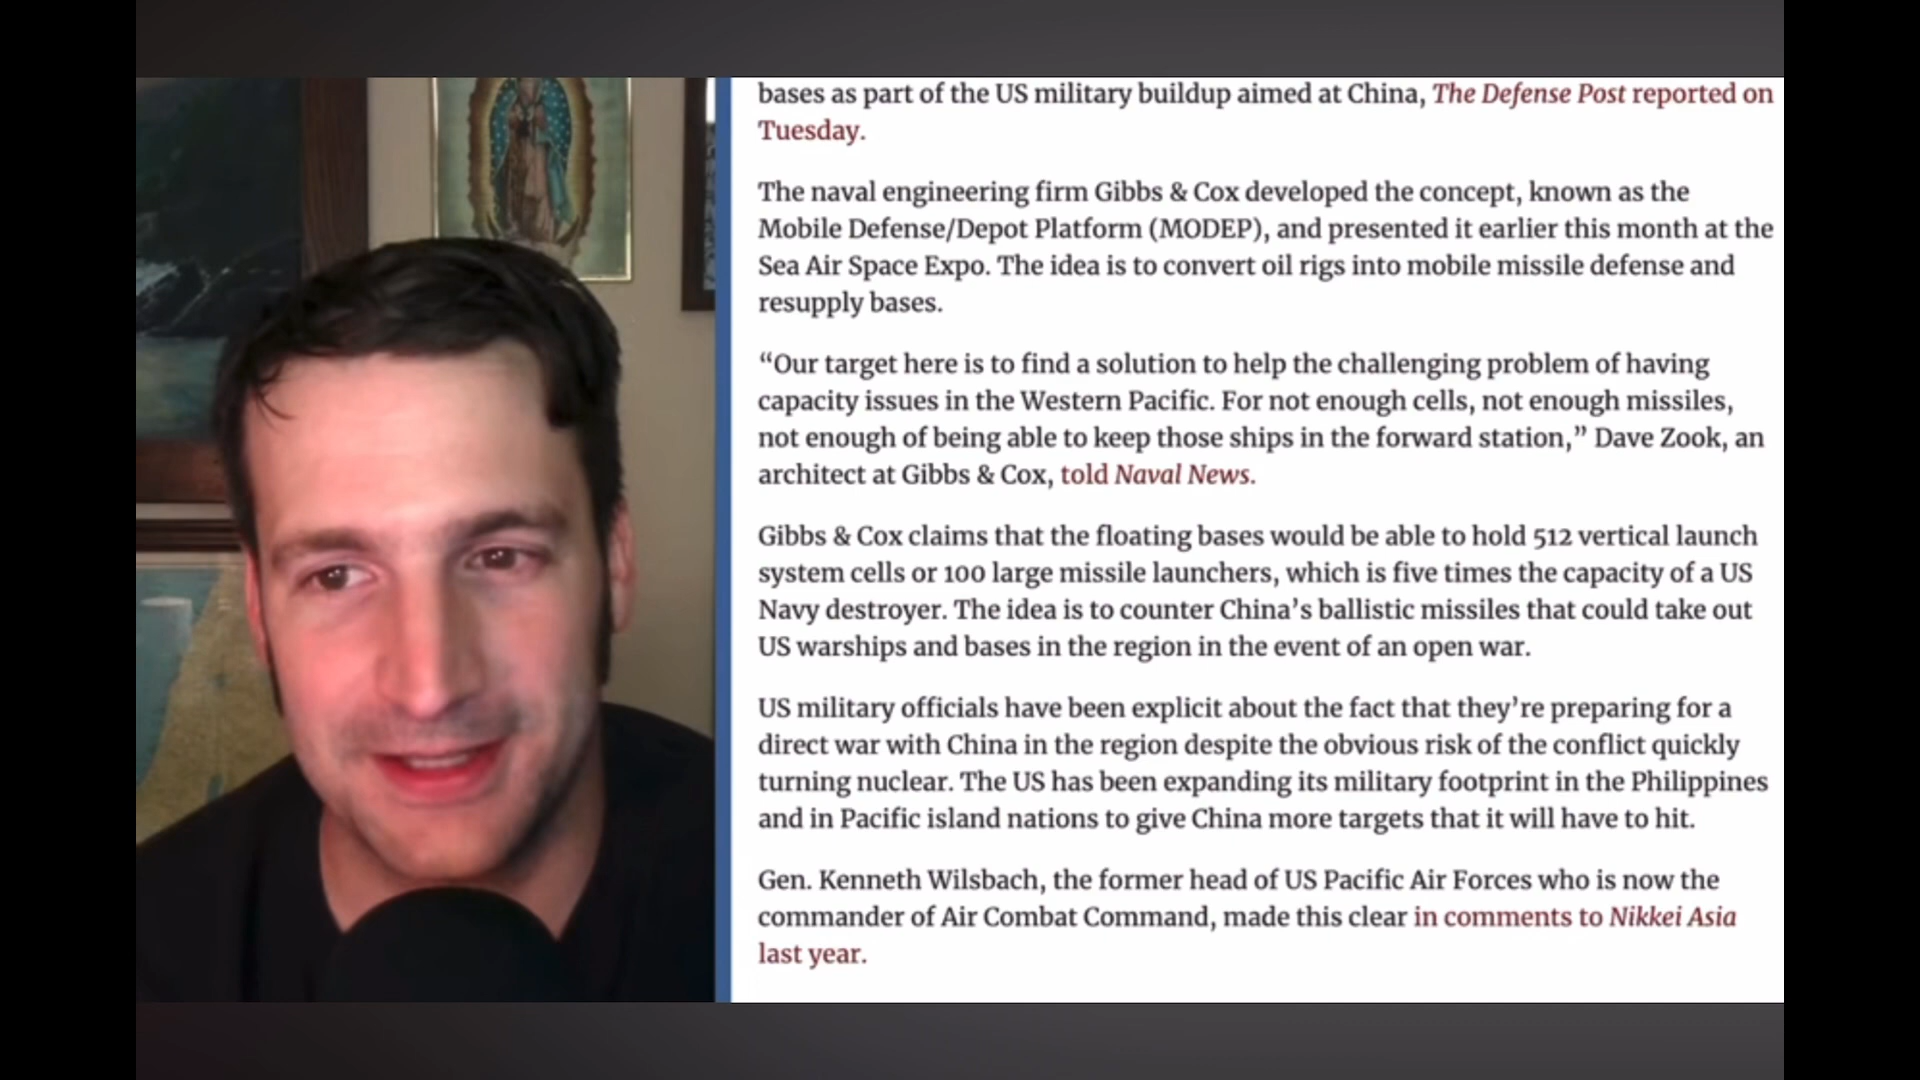 bases as part of the US military buildup aimed at China, The Defense Post reported on
Tuesday.
The naval engineering firm Gibbs & Cox developed the concept, known as the
Mobile Defense/Depot Platform (MODEP), and presented it earlier this month at the
Sea Air Space Expo. The idea is to convert oil rigs into mobile missile defense and
resupply bases.
“Our target here is to find a solution to help the challenging problem of having
capacity issues in the Western Pacific. For not enough cells, not enough missiles,
not enough of being able to keep those ships in the forward station,” Dave Zook, an
architect at Gibbs & Cox, told Naval News.
Gibbs & Cox claims that the floating bases would be able to hold 512 vertical launch
system cells or 100 large missile launchers, which is five times the capacity of a US
Navy destroyer. The idea is to counter China’s ballistic missiles that could take out
US warships and bases in the region in the event of an open war.
US military officials have been explicit about the fact that they’re preparing for a
direct war with China in the region despite the obvious risk of the conflict quickly
turning nuclear. The US has been expanding its military footprint in the Philippines
and in Pacific island nations to give China more targets that it will have to hit.
Gen. Kenneth Wilsbach, the former head of US Pacific Air Forces who is now the
commander of Air Combat Command, made this clear in comments to Nikkei Asia
last year.